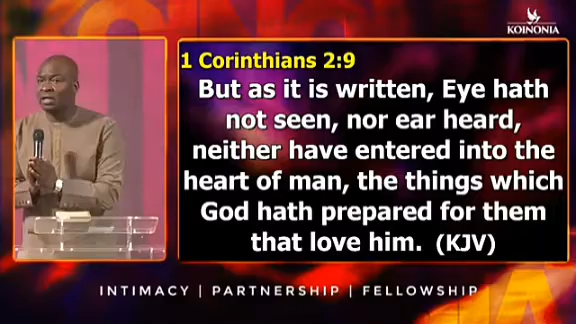 KOINONIA
1 Corinthians 2:9
But as it is written, Eye hath
not seen, nor ear heard,
neither have entered into the
heart of man, the things which
God hath prepared for them
that love him. (KJV)
INTIMACY | PARTNERSHIP | FELLOWSHIP